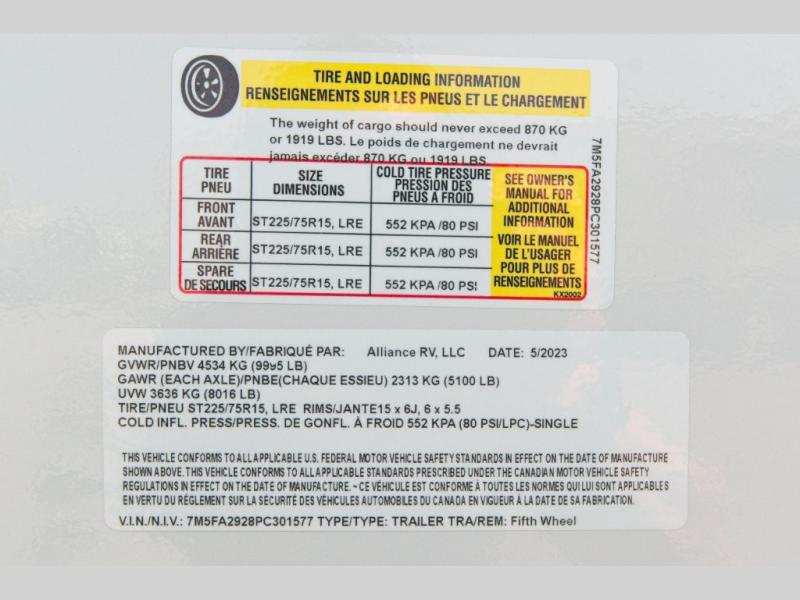 TIRE AND LOADING INFORMATION
RENSEIGNEMENTS SUR LES PNEUS ET LE CHARGEMENT
The weight of cargo should never exceed 870 KG
or 1919 LBS. Le poids de chargement ne devrait
jamais excéder 870 KG ou 1919 LBS
TIRE PNEU
SIZE DIMENSIONS
COLD TIRE PRESSURE
PRESSION DES
PNEUS A FROID
FRONT AVANT ST225/75R15, LRE 552 KPA /80 PSI
REAR ARRIÈRE ST225/75R15, LRE 552 KPA /80 PSI
SPARE DE SECOURS ST225/75R15, LRE 552 KPA /80 PSI
SEE OWNER'S
MANUAL FOR
ADDITIONAL
INFORMATION
VOIR LE MANUEL
DE L'USAGER
POUR PLUS DE
RENSEIGNEMENTS
KX2002
7M5FA2928PC301577
MANUFACTURED BY/FABRIQUÉ PAR: Alliance RV, LLC DATE: 5/2023
GVWR/PNBV 4534 KG (9995 LB)
GAWR (EACH AXLE)/PNBE(CHAQUE ESSIEU) 2313 KG (5100 LB)
UVW 3636 KG (8016 LB)
TIRE/PNEU ST225/75R15, LRE RIMS/JANTE15 x 6J, 6 x 5.5
COLD INFL. PRESS/PRESS. DE GONFL. À FROID 552 KPA (80 PSI/LPC)-SINGLE
THIS VEHICLE CONFORMS TO ALL APPLICABLE U.S. FEDERAL MOTOR VEHICLE SAFETY STANDARDS IN EFFECT ON THE DATE OF MANUFACTURE
SHOWN ABOVE. THIS VEHICLE CONFORMS TO ALL APPLICABLE STANDARDS PRESCRIBED UNDER THE CANADIAN MOTOR VEHICLE SAFETY
REGULATIONS IN EFFECT ON THE DATE OF MANUFACTURE. ~ CE VÉHICULE EST CONFORME À TOUTES LES NORMES QUI LUI SONT APPLICABLES
EN VERTU DU RÈGLEMENT SUR LA SÉCURITÉ DES VÉHICULES AUTOMOBILES DU CANADA EN VIGUEUR À LA DATE DE SA FABRICATION.
V.I.N./N.I.V.: 7M5FA2928PC301577 TYPE/TYPE: TRAILER TRA/REM: Fifth Wheel